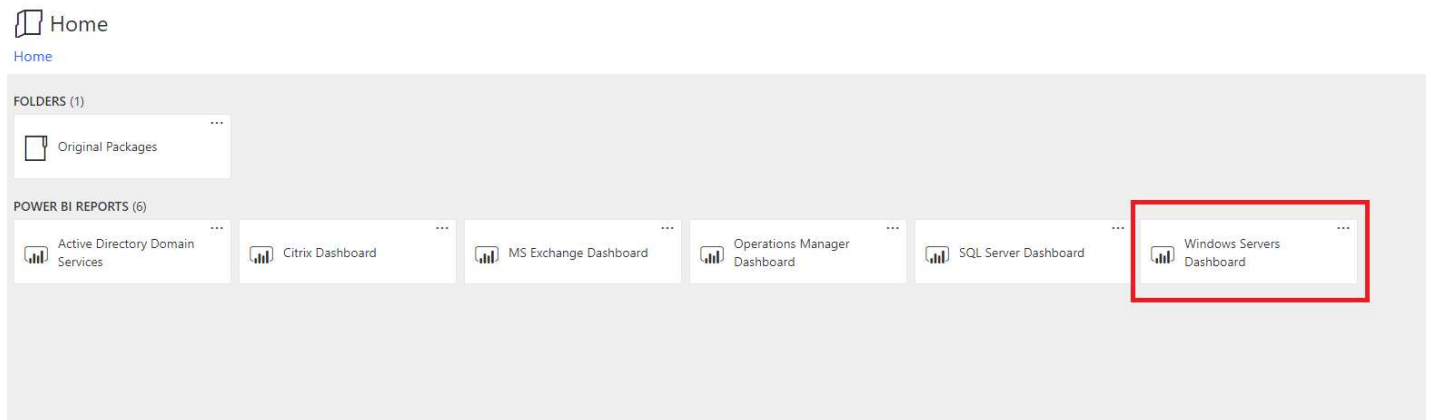 Home
Home
FOLDERS (1)
...
Original Packages
POWER BI REPORTS (6)
...
Active Directory Domain
Services
...
Citrix Dashboard
...
MS Exchange Dashboard
...
Operations Manager
Dashboard
...
SQL Server Dashboard
...
Windows Servers
Dashboard